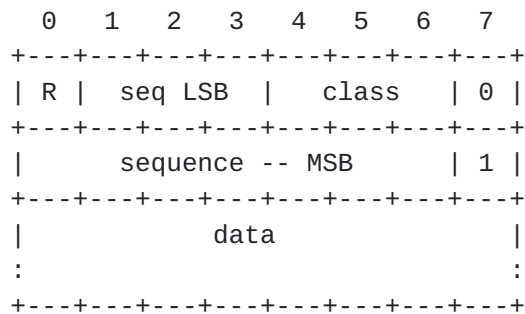 0   1   2   3   4   5   6   7
+---+---+---+---+---+---+---+---+
| R |  seq LSB  |   class   | 0 |
+---+---+---+---+---+---+---+---+
|      sequence -- MSB      | 1 |
+---+---+---+---+---+---+---+---+
|            data               |
:                               :
+---+---+---+---+---+---+---+---+